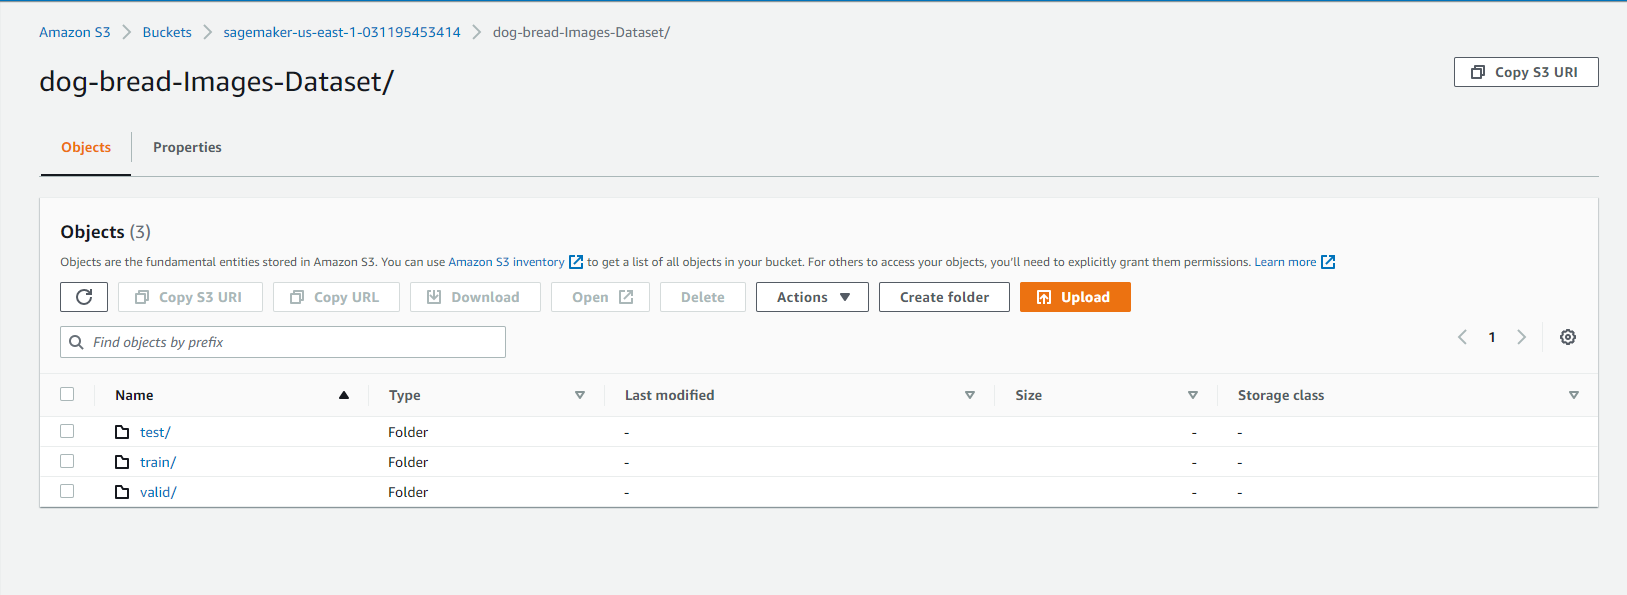 Amazon S3 > Buckets > sagemaker-us-east-1-031195453414 > dog-bread-Images-Dataset/
dog-bread-Images-Dataset/
Copy S3 URI
Objects Properties
Objects (3)
Objects are the fundamental entities stored in Amazon S3. You can use Amazon S3 inventory to get a list of all objects in your bucket. For others to access your objects, you'll need to explicitly grant them permissions. Learn more
Copy S3 URI Copy URL Download Open Delete Actions Create folder Upload
Find objects by prefix
1
Name Type Last modified Size Storage class
test/ Folder - - -
train/ Folder - - -
valid/ Folder - - -